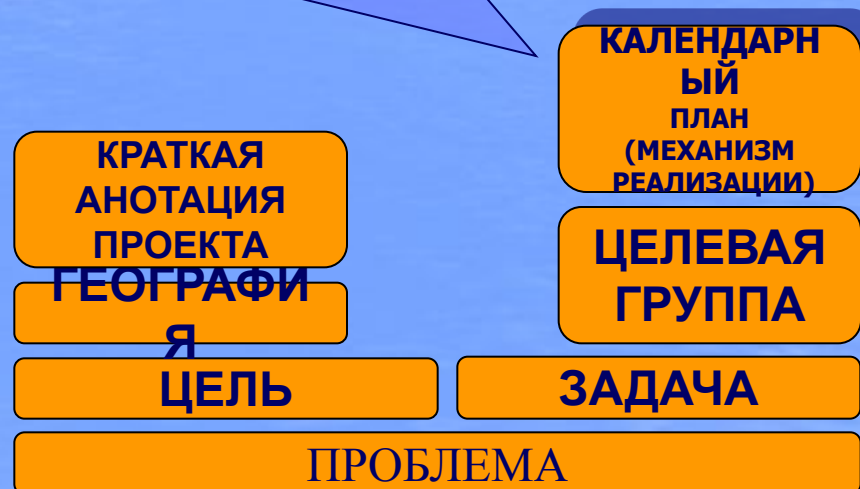 КАЛЕНДАРН
ЫЙ
ПЛАН
(МЕХАНИЗМ
РЕАЛИЗАЦИИ)
КРАТКАЯ
АНОТАЦИЯ
ПРОЕКТА
ГЕОГРАФИ
Я
ЦЕЛЕВАЯ
ГРУППА
ЦЕЛЬ
ЗАДАЧА
ПРОБЛЕМА